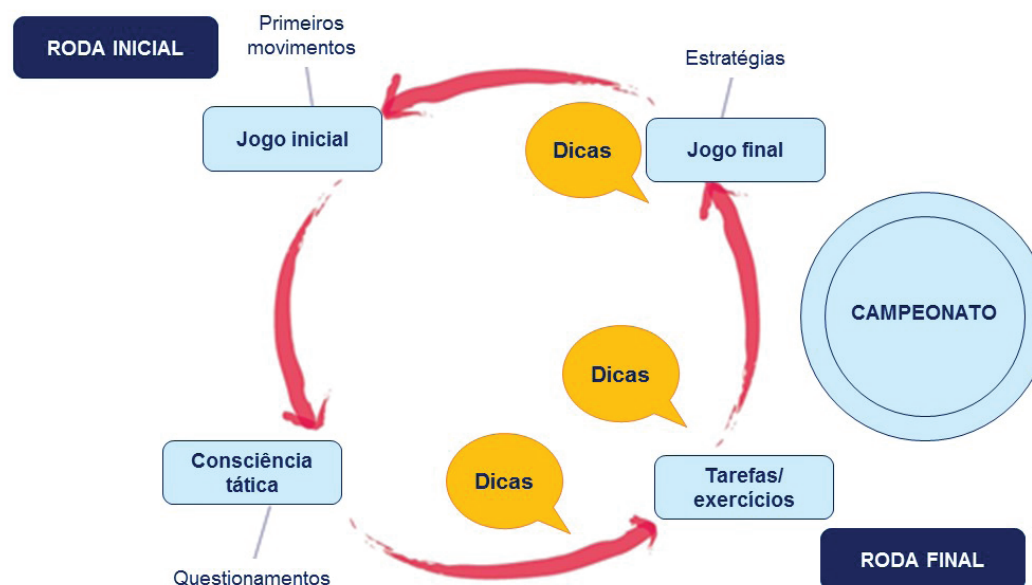 RODA INICIAL
Primeiros
movimentos
Jogo inicial
Estratégias
Dicas
Jogo final
CAMPEONATO
Dicas
Consciência
tática
Dicas
Tarefas/
exercícios
Questionamentos
RODA FINAL